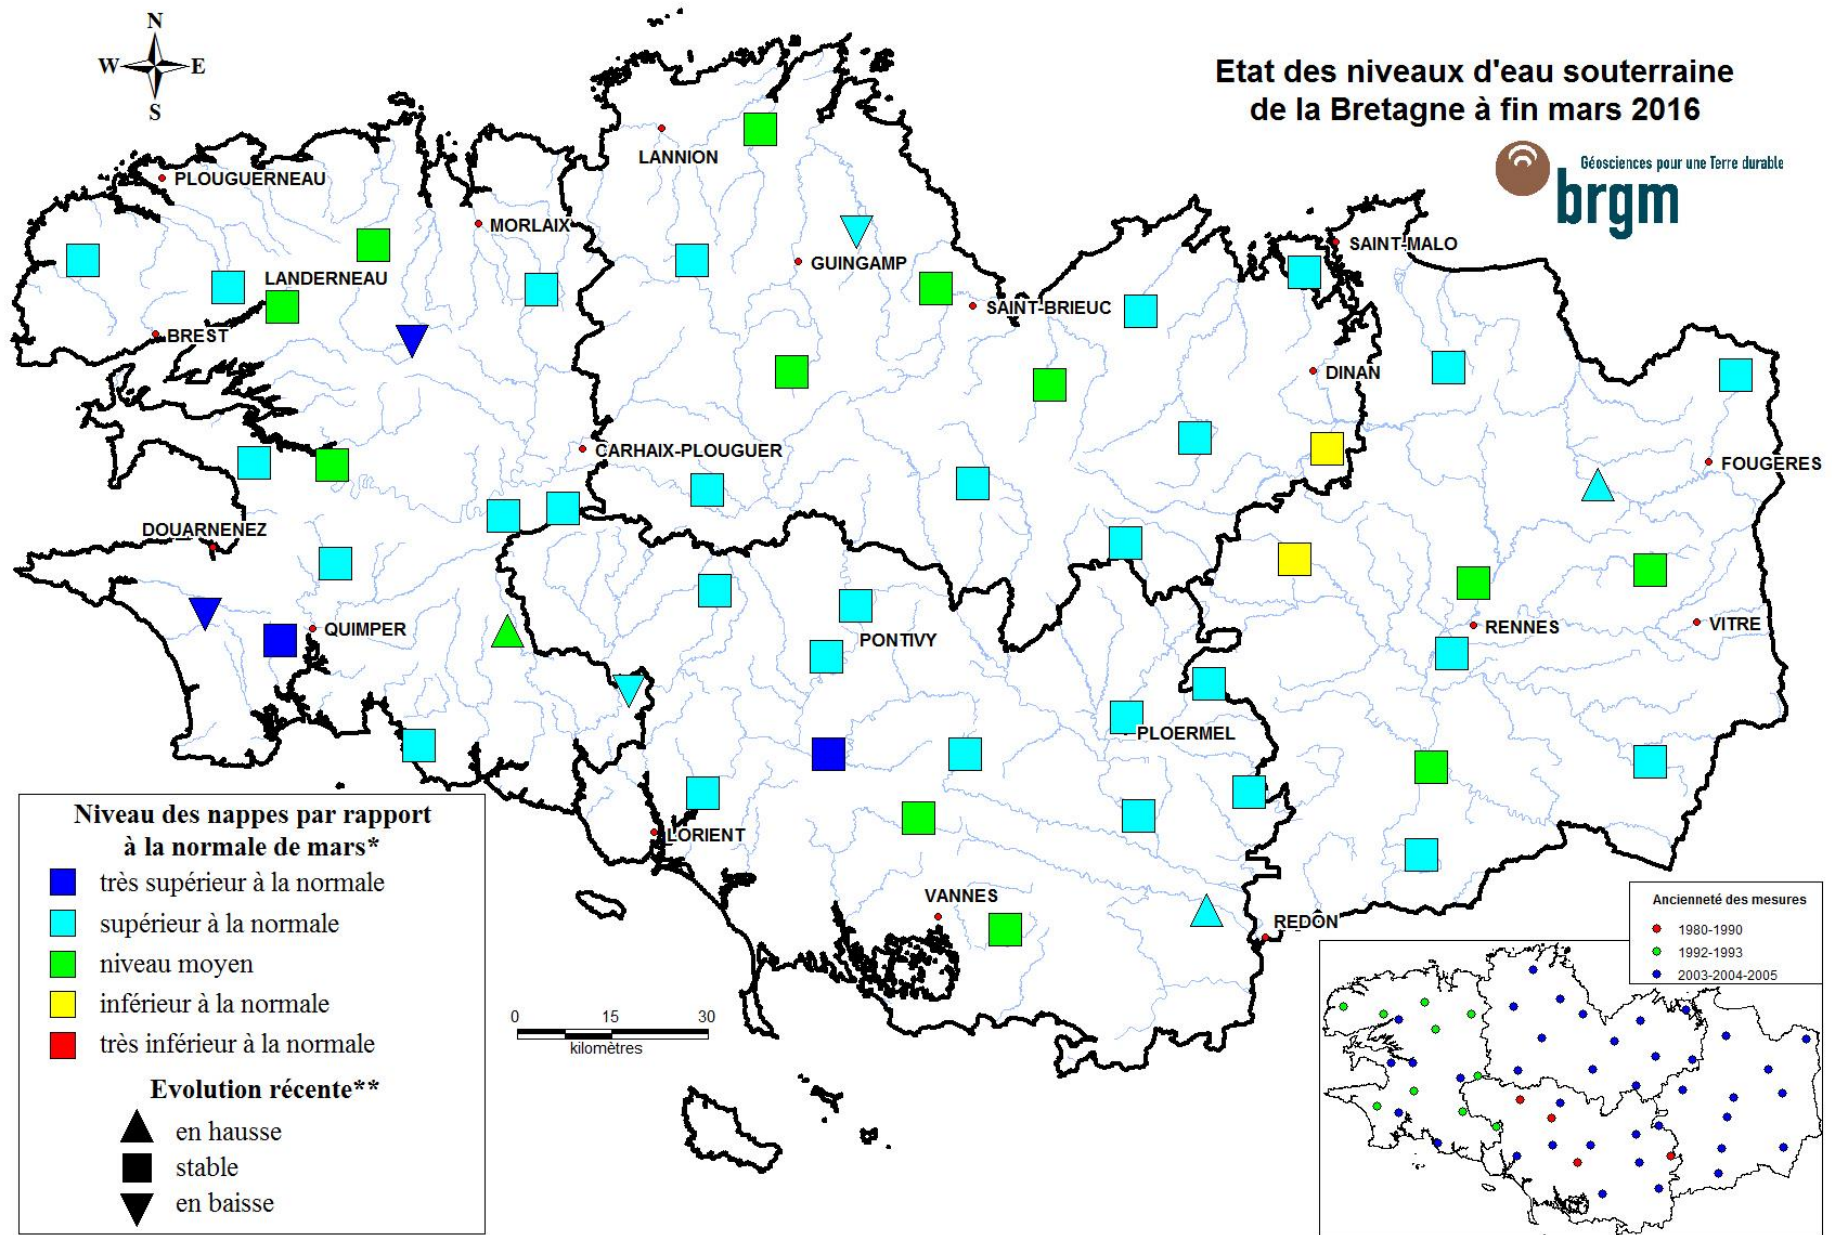 N
W E
S
Etat des niveaux d'eau souterraine
de la Bretagne à fin mars 2016
Géosciences pour une Terre durable
brgm
LANNION
PLOUGUERNEAU
MORLAIX
SAINT-MALO
GUINGAMP
LANDERNEAU
SAINT-BRIEUC
BREST
DINAN
CARHAIX-PLOUGUER
FOUGERES
DOUARNENEZ
QUIMPER
RENNES
VITRE
PONTIVY
PLOERMEL
LORIENT
VANNES
REDON
Niveau des nappes par rapport
à la normale de mars*
très supérieur à la normale
supérieur à la normale
niveau moyen
inférieur à la normale
très inférieur à la normale
Evolution récente**
en hausse
stable
en baisse
0 15 30
kilomètres
Ancienneté des mesures
1980-1990
1992-1993
2003-2004-2005